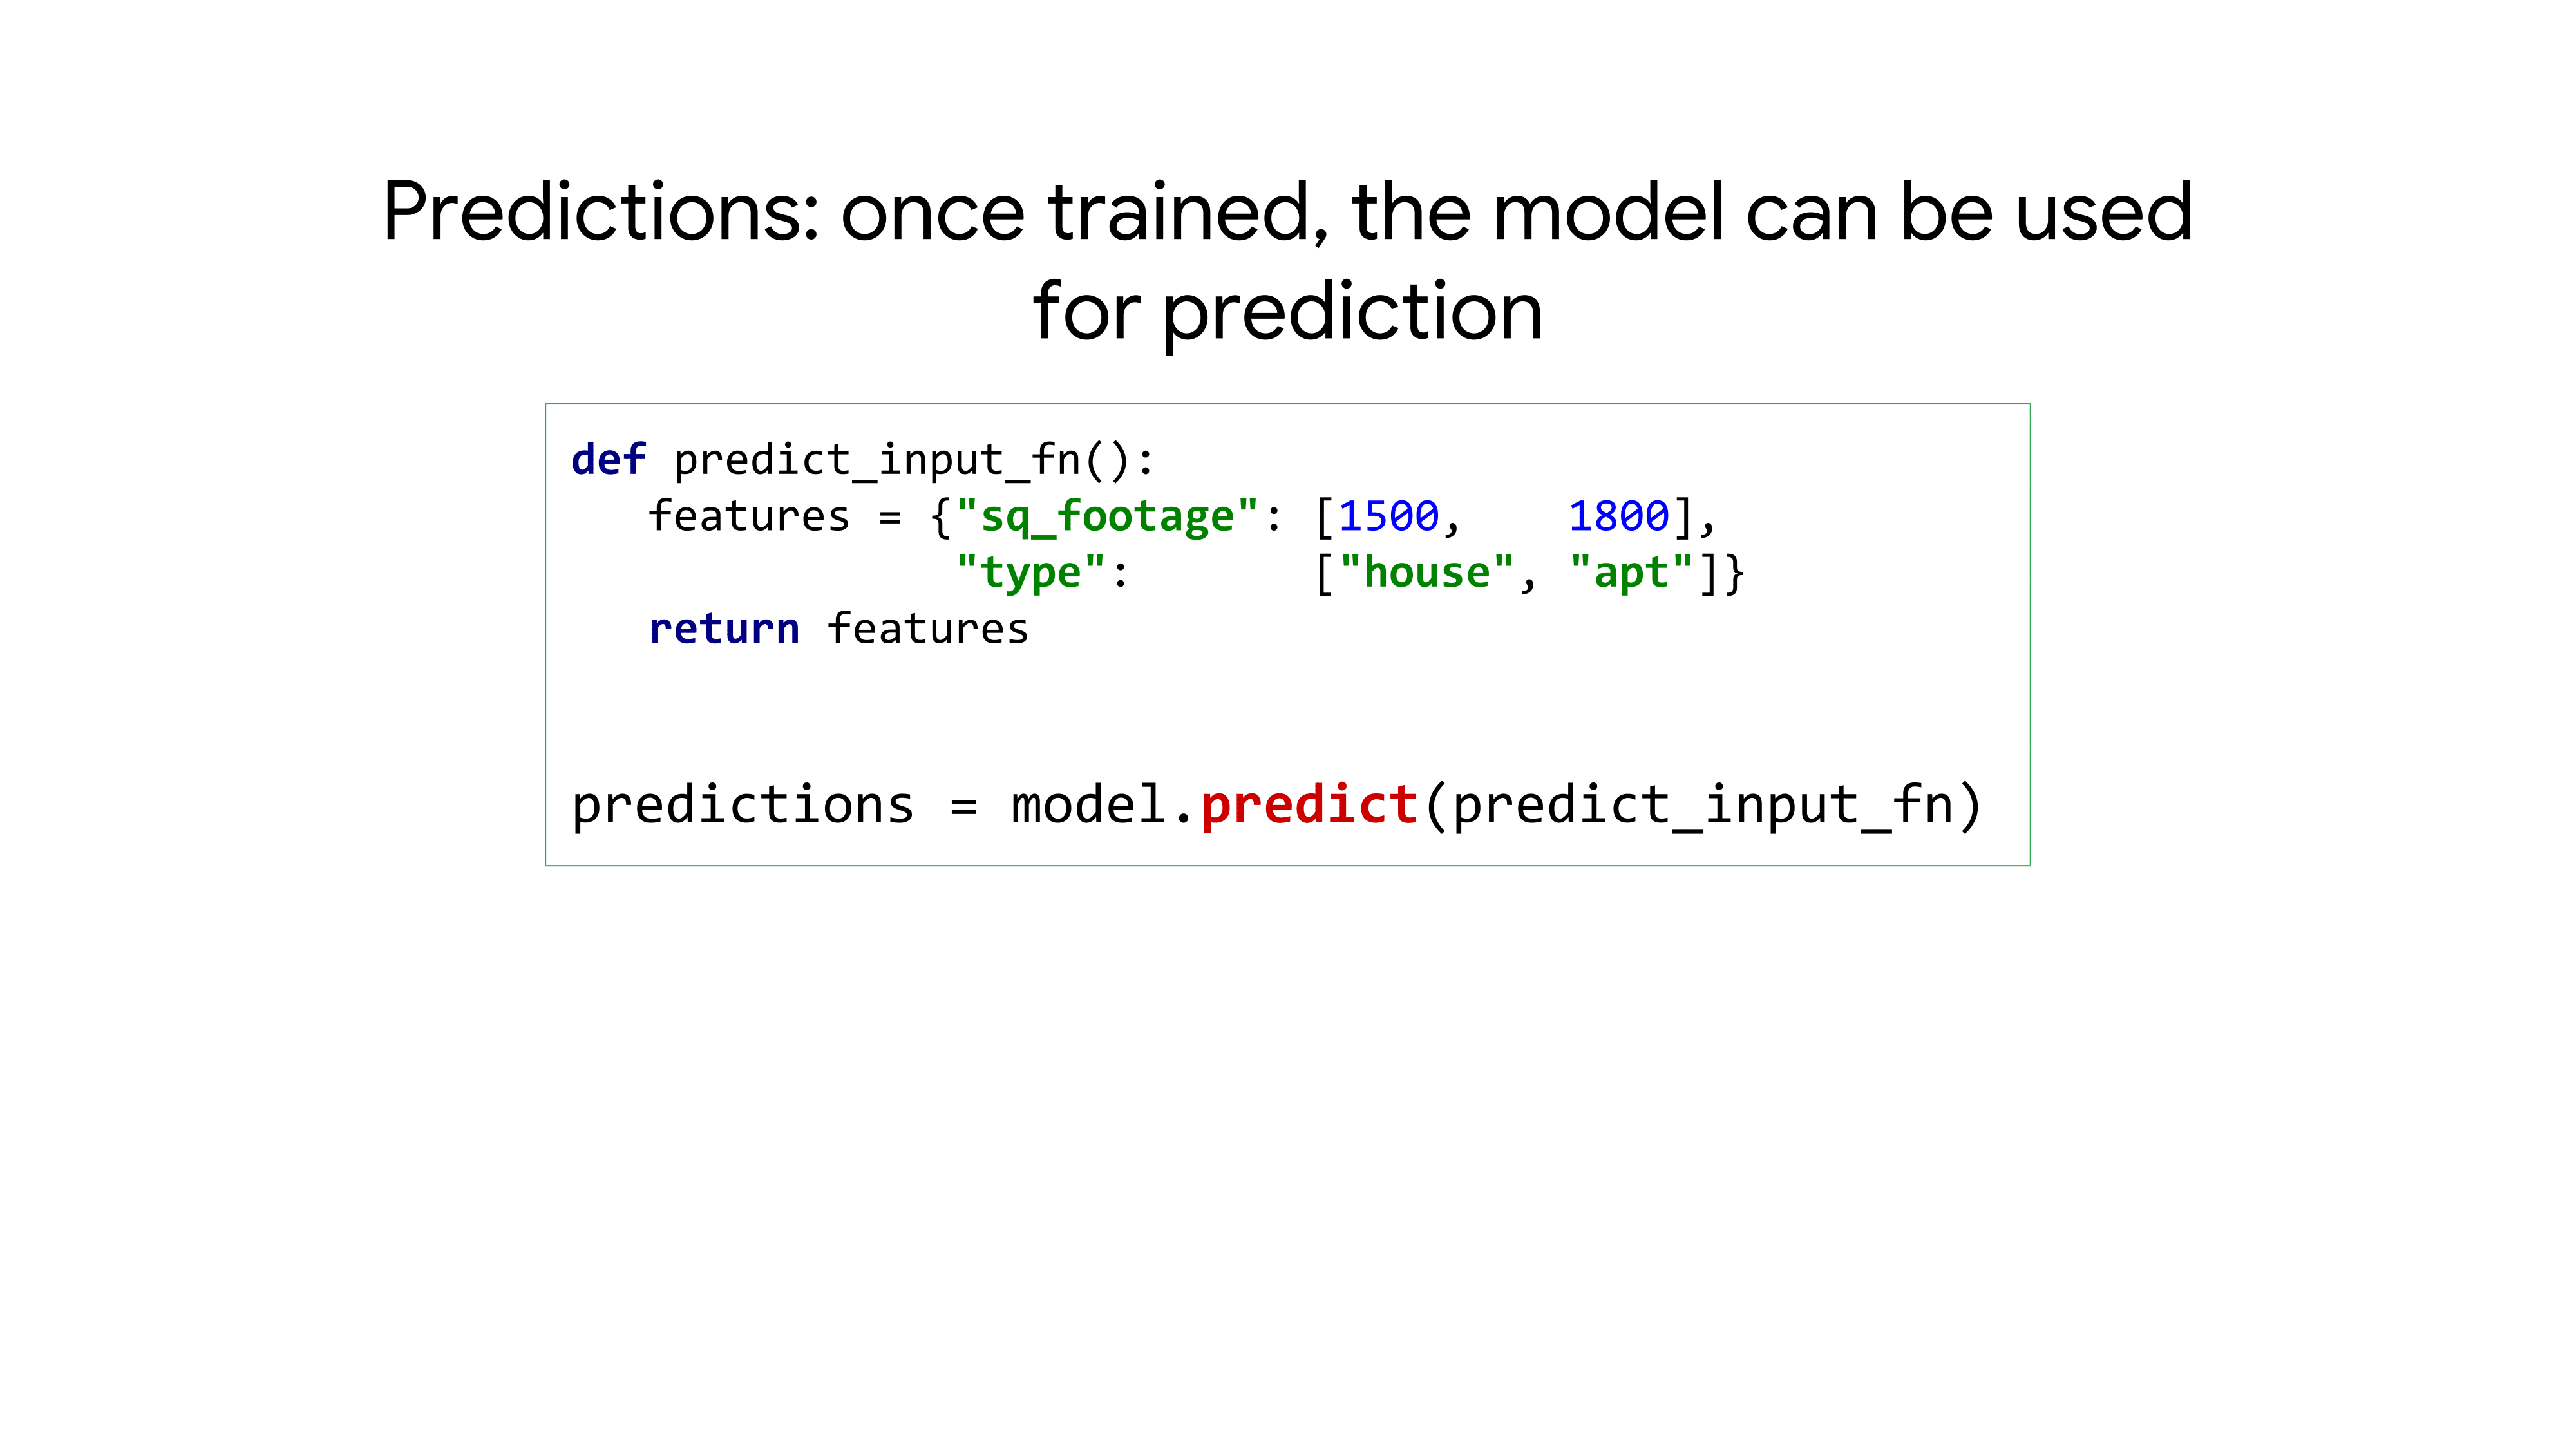 Predictions: once trained, the model can be used
for prediction
def predict_input_fn():
   features = {"sq_footage": [1500,    1800],
               "type":       ["house", "apt"]}
   return features
predictions = model.predict(predict_input_fn)